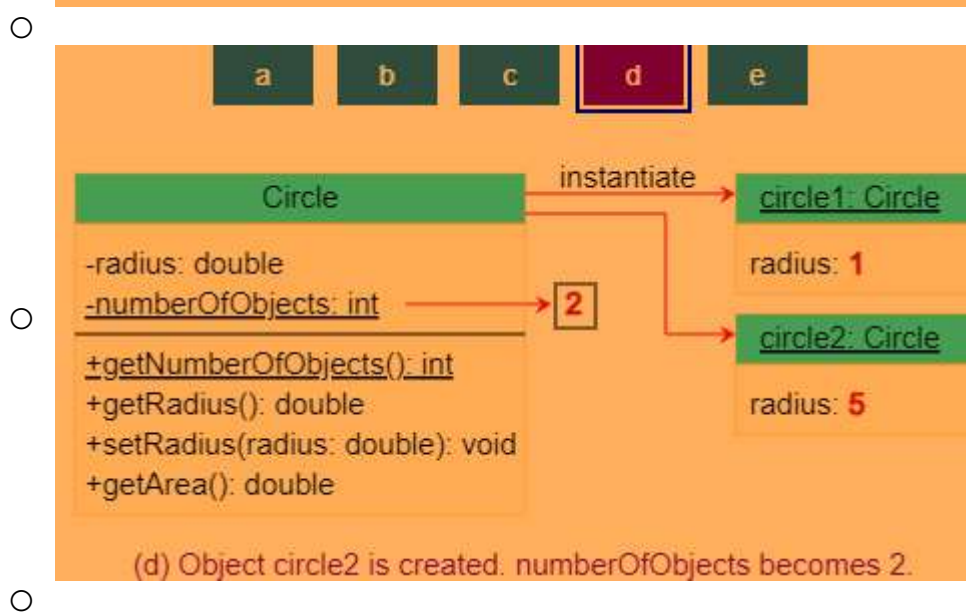 a b c d e
instantiate
Circle
circle1: Circle
-radius: double
radius: 1
-numberOfObjects: int
2
circle2: Circle
+getNumberOfObjects(): int
+getRadius(): double
radius: 5
+setRadius(radius: double): void
+getArea(): double
(d) Object circle2 is created. numberOfObjects becomes 2.